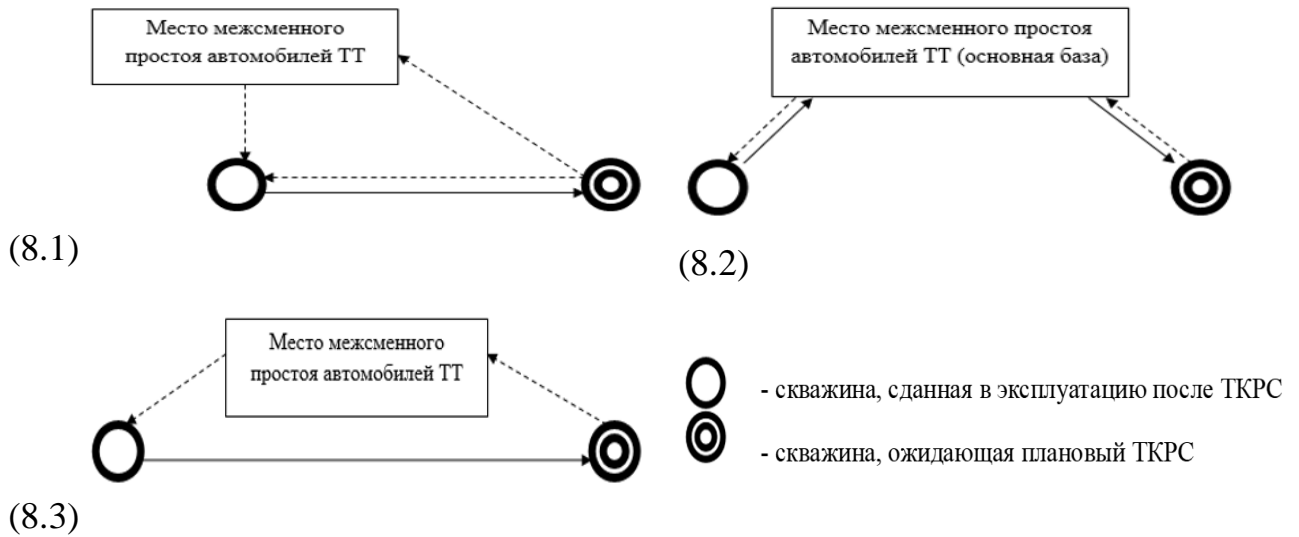 Место межсменного
простоя автомобилей ТТ
(8.1)
Место межсменного простоя
автомобилей ТТ (основная база)
(8.2)
Место межсменного
простоя автомобилей ТТ
(8.3)
- скважина, сданная в эксплуатацию после ТКРС
- скважина, ожидающая плановый ТКРС